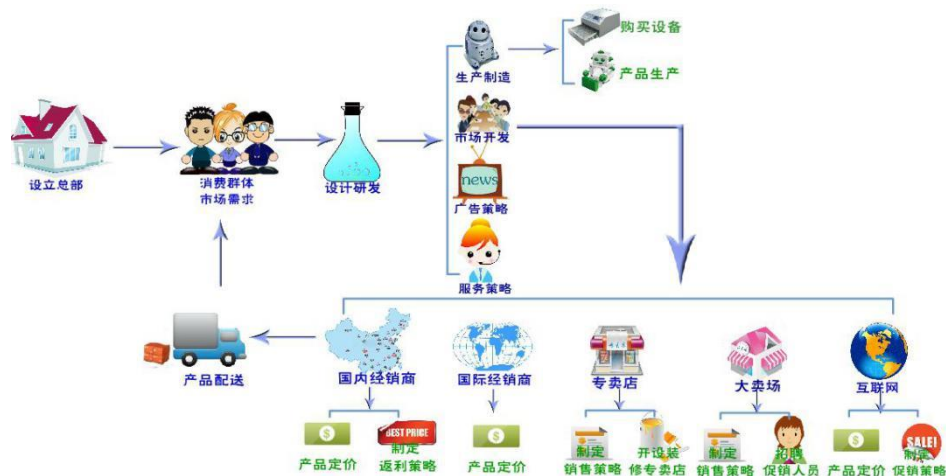 购买设备
生产制造
产品生产
市场开发
设立总部
消费群体
市场需求
设计研发
news
广告策略
服务策略
产品配送
国内经销商
国际经销商
专卖店
大卖场
互联网
BEST PRICE
SALE!
产品定价
制定
返利策略
产品定价
制定
销售策略
开设装
修专卖店
制定
销售策略
招聘
促销人员
产品定价
制定
促销策略